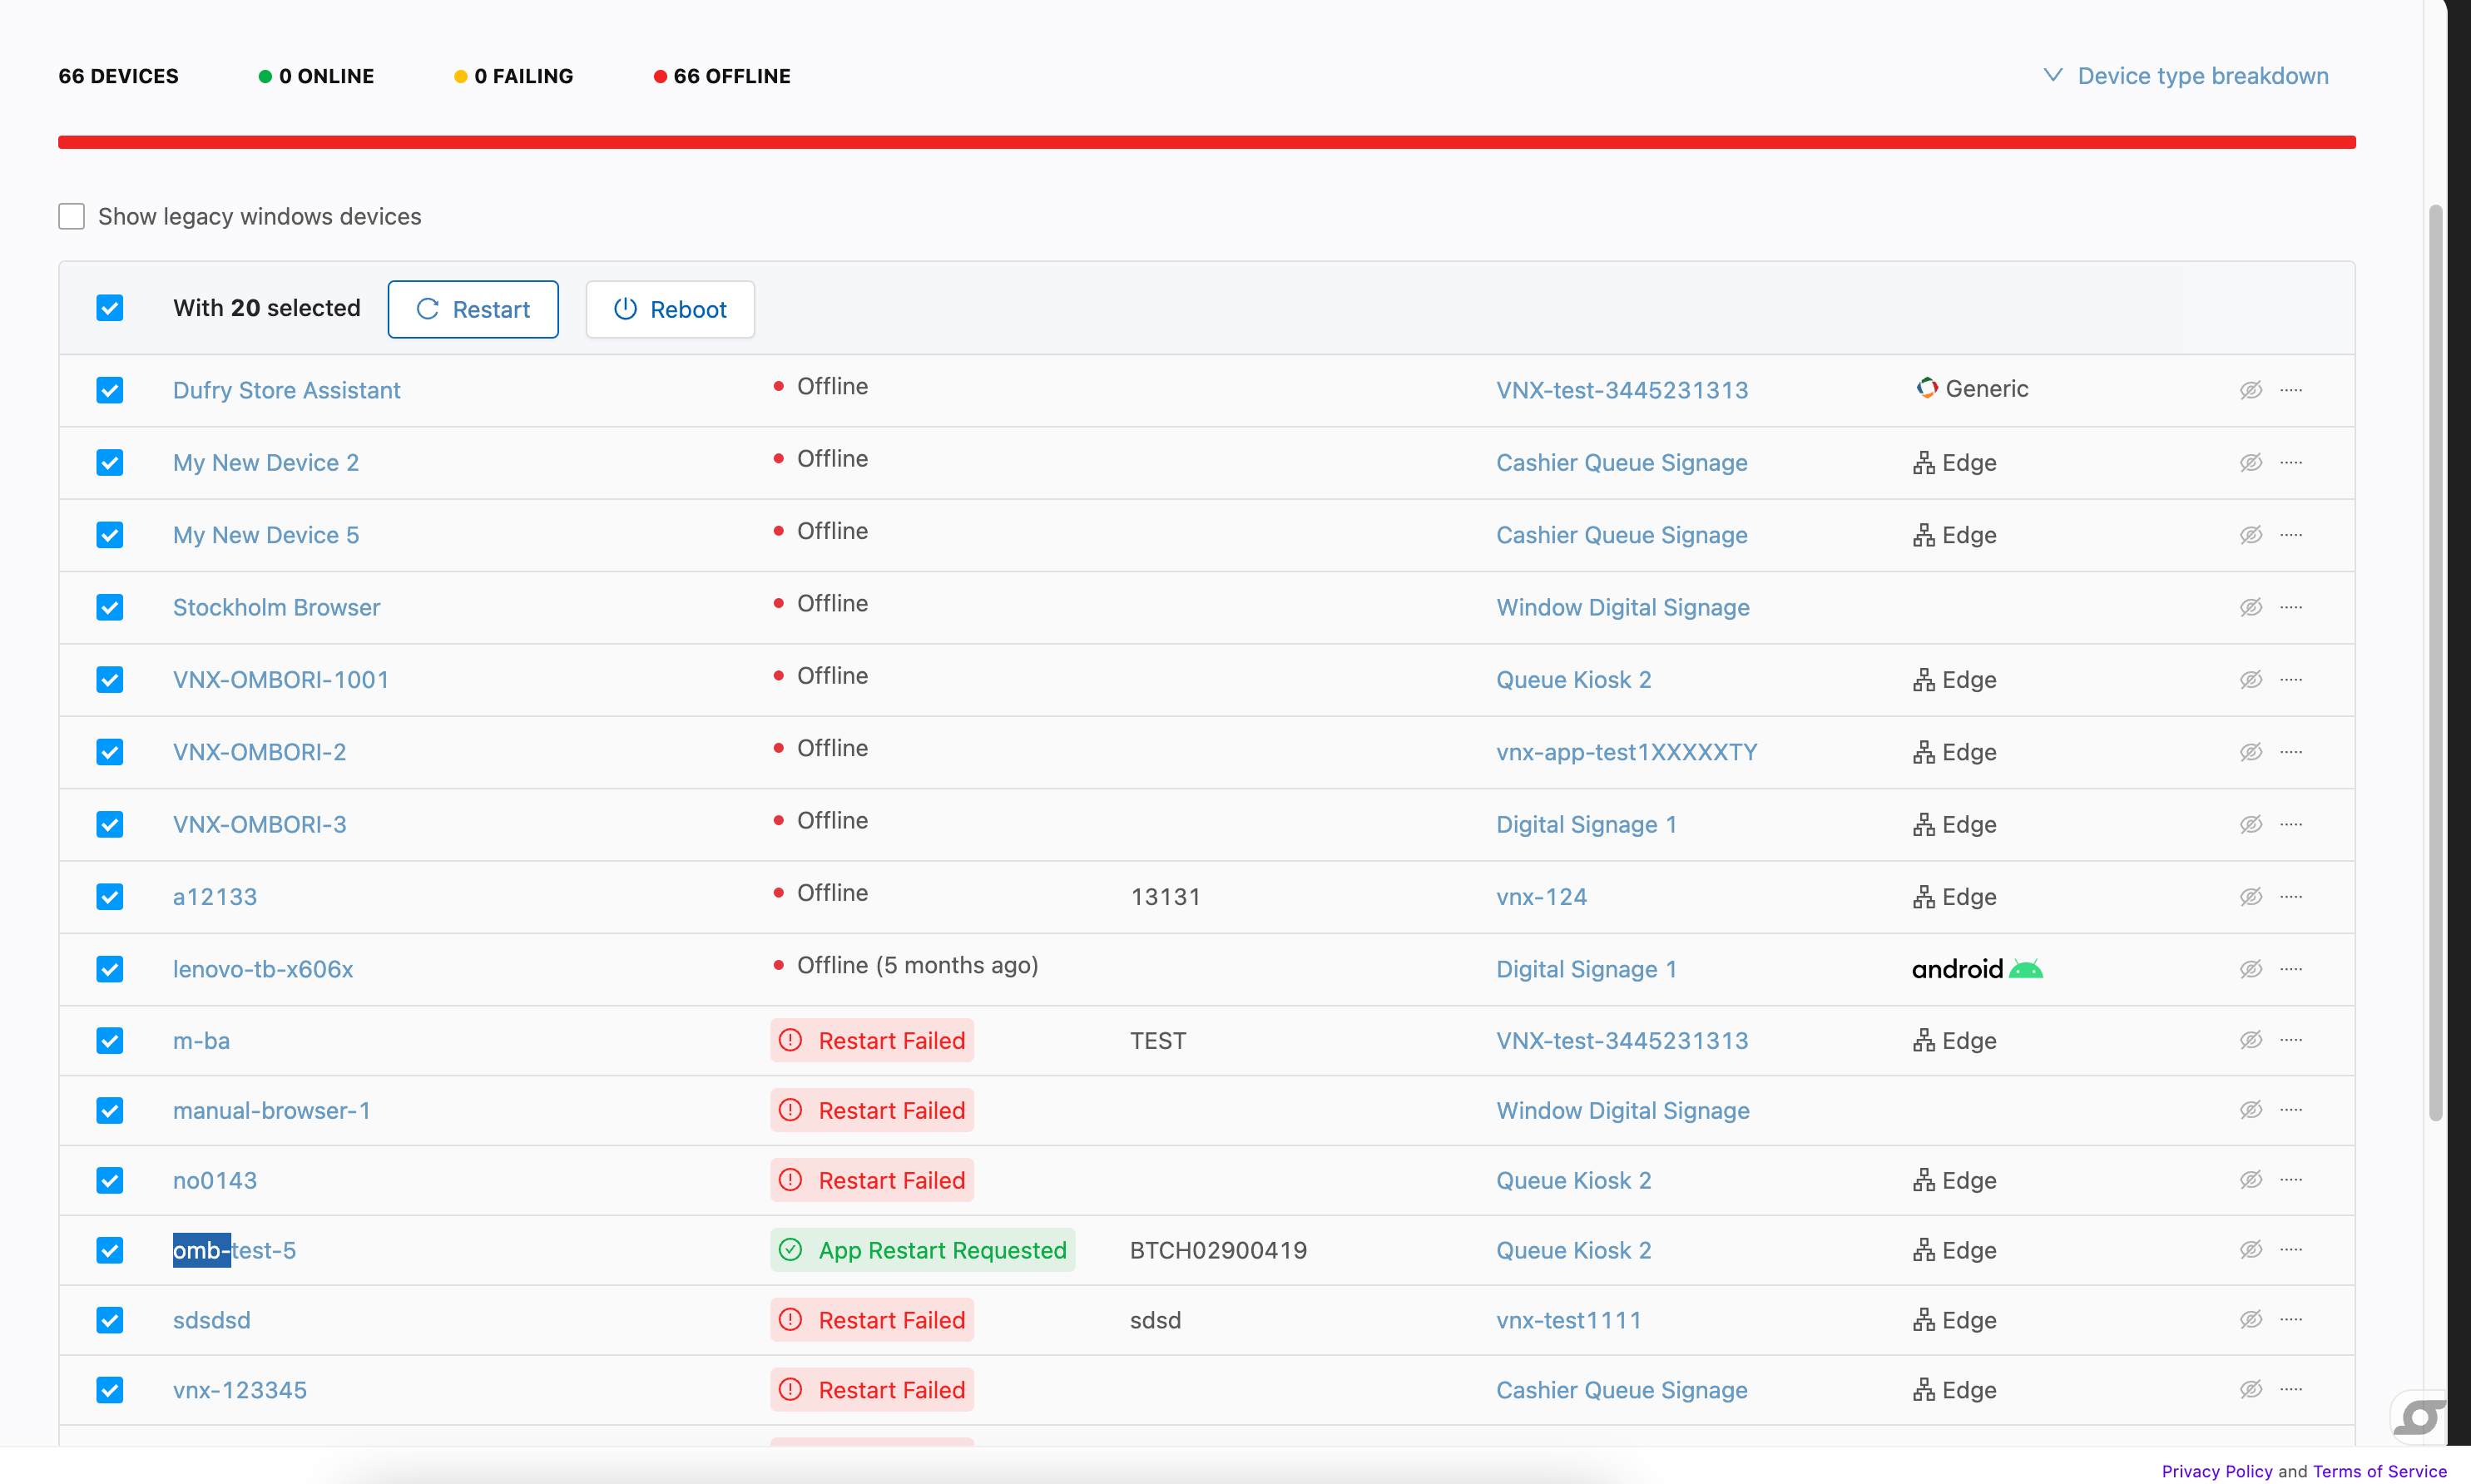 66 DEVICES 0 ONLINE 0 FAILING 66 OFFLINE Device type breakdown
Show legacy windows devices
With 20 selected Restart Reboot
Dufry Store Assistant Offline VNX-test-3445231313 Generic
My New Device 2 Offline Cashier Queue Signage Edge
My New Device 5 Offline Cashier Queue Signage Edge
Stockholm Browser Offline Window Digital Signage
VNX-OMBORI-1001 Offline Queue Kiosk 2 Edge
VNX-OMBORI-2 Offline vnx-app-test1XXXXXTY Edge
VNX-OMBORI-3 Offline Digital Signage 1 Edge
a12133 Offline 13131 vnx-124 Edge
lenovo-tb-x606x Offline (5 months ago) Digital Signage 1 android
m-ba Restart Failed TEST VNX-test-3445231313 Edge
manual-browser-1 Restart Failed Window Digital Signage
no0143 Restart Failed Queue Kiosk 2 Edge
omb-test-5 App Restart Requested BTCH02900419 Queue Kiosk 2 Edge
sdsdsd Restart Failed sdsd vnx-test1111 Edge
vnx-123345 Restart Failed Cashier Queue Signage Edge
Privacy Policy and Terms of Service